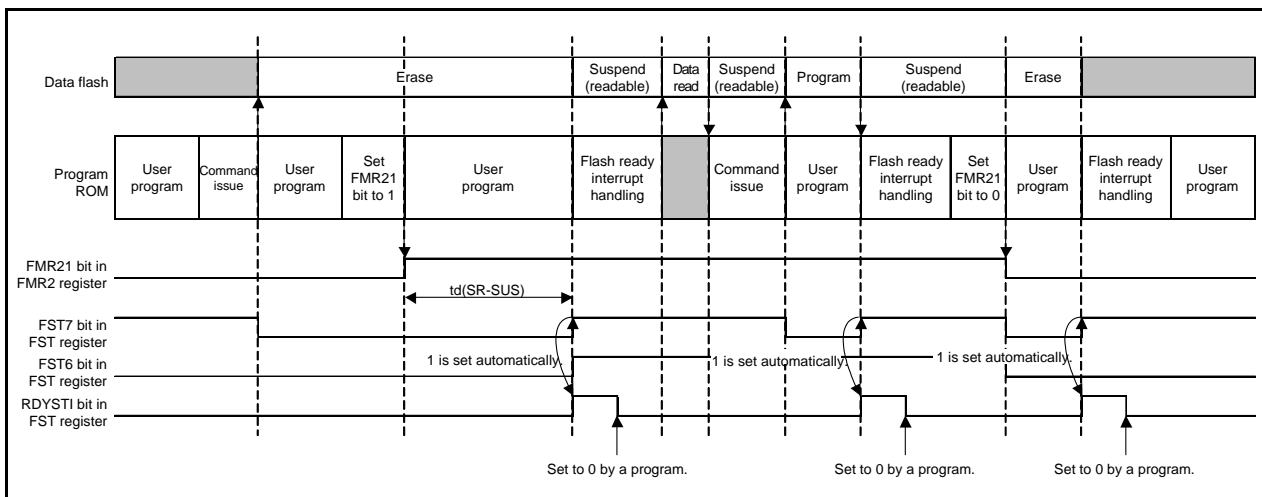 Data flash
Erase
Suspend
(readable)
Data
read
Suspend
(readable)
Program
Suspend
(readable)
Erase
Program
ROM
User
program
Command
issue
User
program
Set
FMR21
bit to 1
User
program
Flash ready
interrupt
handling
Command
issue
User
program
Flash ready
interrupt
handling
Set
FMR21
bit to 0
User
program
Flash ready
interrupt
handling
User
program
FMR21 bit in
FMR2 register
td(SR-SUS)
FST7 bit in
FST register
1 is set automatically.
1 is set automatically.
1 is set automatically.
FST6 bit in
FST register
RDYSTI bit in
FST register
Set to 0 by a program.
Set to 0 by a program.
Set to 0 by a program.